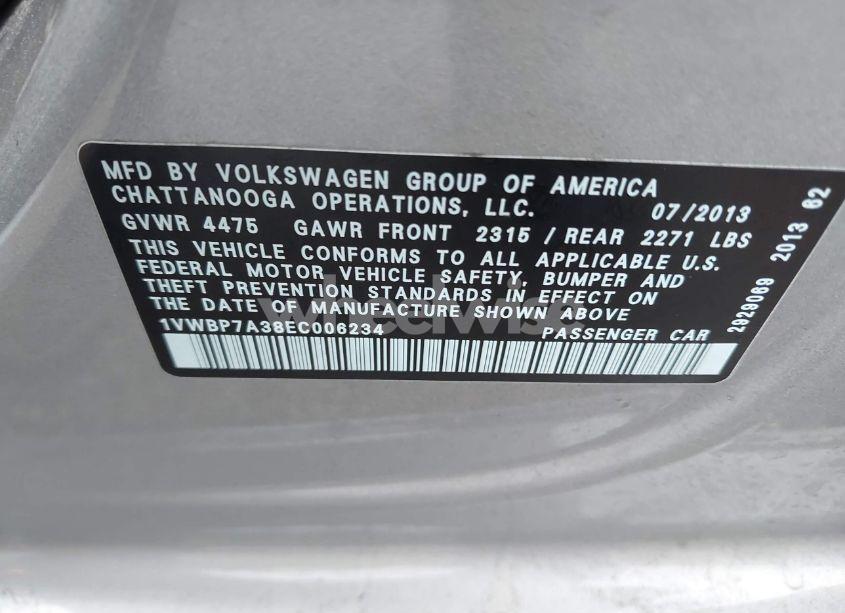 MFD BY VOLKSWAGEN GROUP OF AMERICA
CHATTANOOGA OPERATIONS, LLC. 07/2013
GVWR 4475 GAWR FRONT 2315 / REAR 2271 LBS
THIS VEHICLE CONFORMS TO ALL APPLICABLE U.S.
FEDERAL MOTOR VEHICLE SAFETY, BUMPER AND
THEFT PREVENTION STANDARDS IN EFFECT ON
THE DATE OF MANUFACTURE SHOWN ABOVE
1VWBP7A38EC006234 PASSENGER CAR
2929069 2013 62
wheelwise